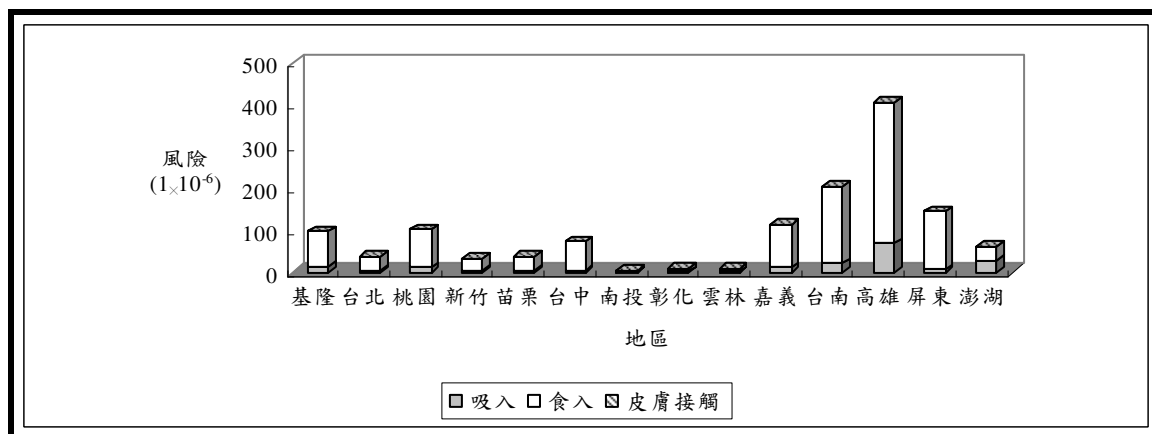 500
400
300
200
100
0
風險
(1×10⁻⁶)
基隆 台北 桃園 新竹 苗栗 台中 南投 彰化 雲林 嘉義 台南 高雄 屏東 澎湖
地區
吸入 食入 皮膚接觸